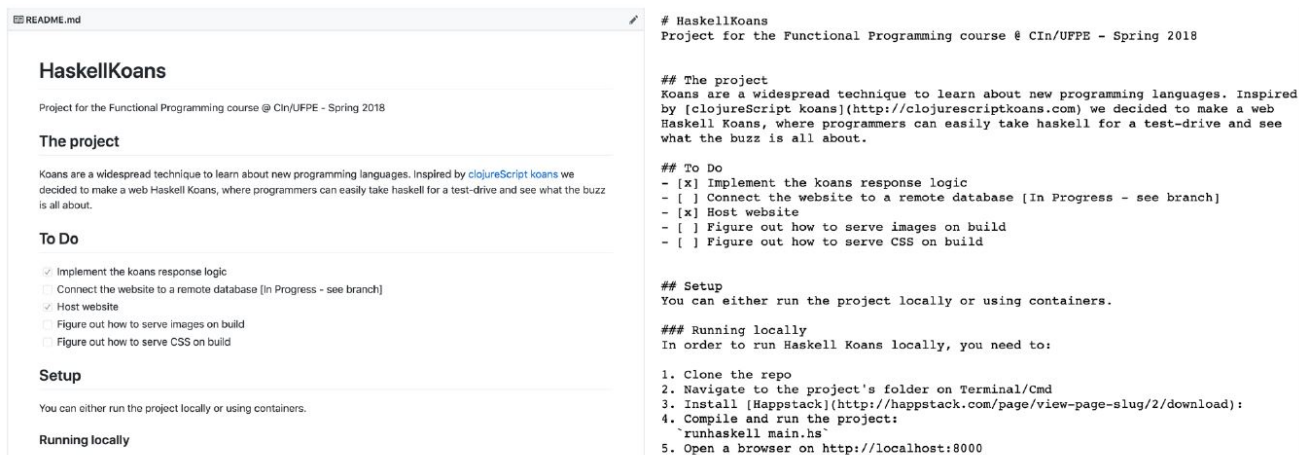 README.md
HaskellKoans
Project for the Functional Programming course @ CIn/UFPE - Spring 2018
The project
Koans are a widespread technique to learn about new programming languages. Inspired by clojureScript koans we
decided to make a web Haskell Koans, where programmers can easily take haskell for a test-drive and see what the buzz
is all about.
To Do
Implement the koans response logic
Connect the website to a remote database [In Progress - see branch]
Host website
Figure out how to serve images on build
Figure out how to serve CSS on build
Setup
You can either run the project locally or using containers.
Running locally
# HaskellKoans
Project for the Functional Programming course @ CIn/UFPE - Spring 2018
## The project
Koans are a widespread technique to learn about new programming languages. Inspired
by [clojureScript koans](http://clojurescriptkoans.com) we decided to make a web
Haskell Koans, where programmers can easily take haskell for a test-drive and see
what the buzz is all about.
## To Do
- [x] Implement the koans response logic
- [ ] Connect the website to a remote database [In Progress - see branch]
- [x] Host website
- [ ] Figure out how to serve images on build
- [ ] Figure out how to serve CSS on build
## Setup
You can either run the project locally or using containers.
### Running locally
In order to run Haskell Koans locally, you need to:
1. Clone the repo
2. Navigate to the project's folder on Terminal/Cmd
3. Install [Happstack](http://happstack.com/page/view-page-slug/2/download):
4. Compile and run the project:
`runhaskell main.hs`
5. Open a browser on http://localhost:8000